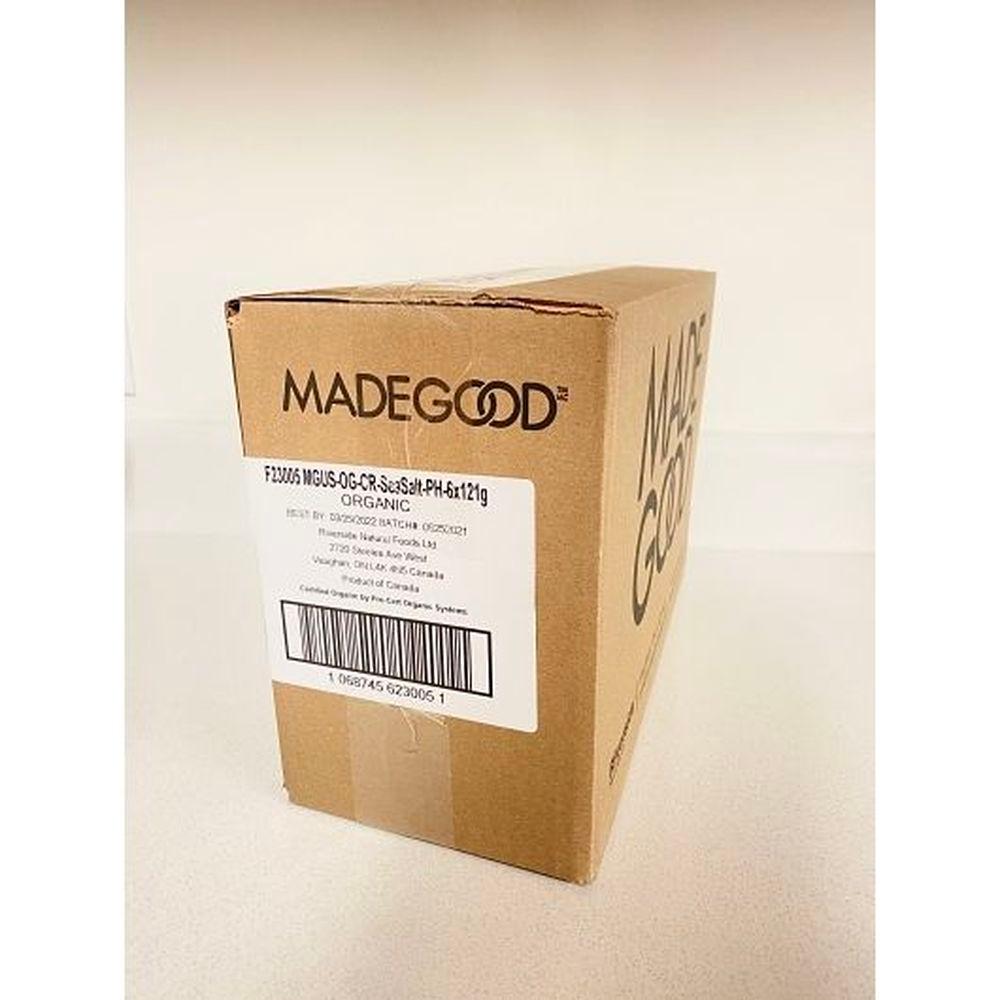 MADEGOOD
F23005 MGUS-OG-CR-SeaSalt-PH-6x121g
ORGANIC
BEST BY: 03/25/2022 BATCH#: 06252021
Riverside Natural Foods Ltd
2720 Steeles Ave West
Vaughan, ON L4K 4N5 Canada
Product of Canada
Certified Organic by Pro-Cert Organic Systems
1 068745 623005 1
MADE
GOOD